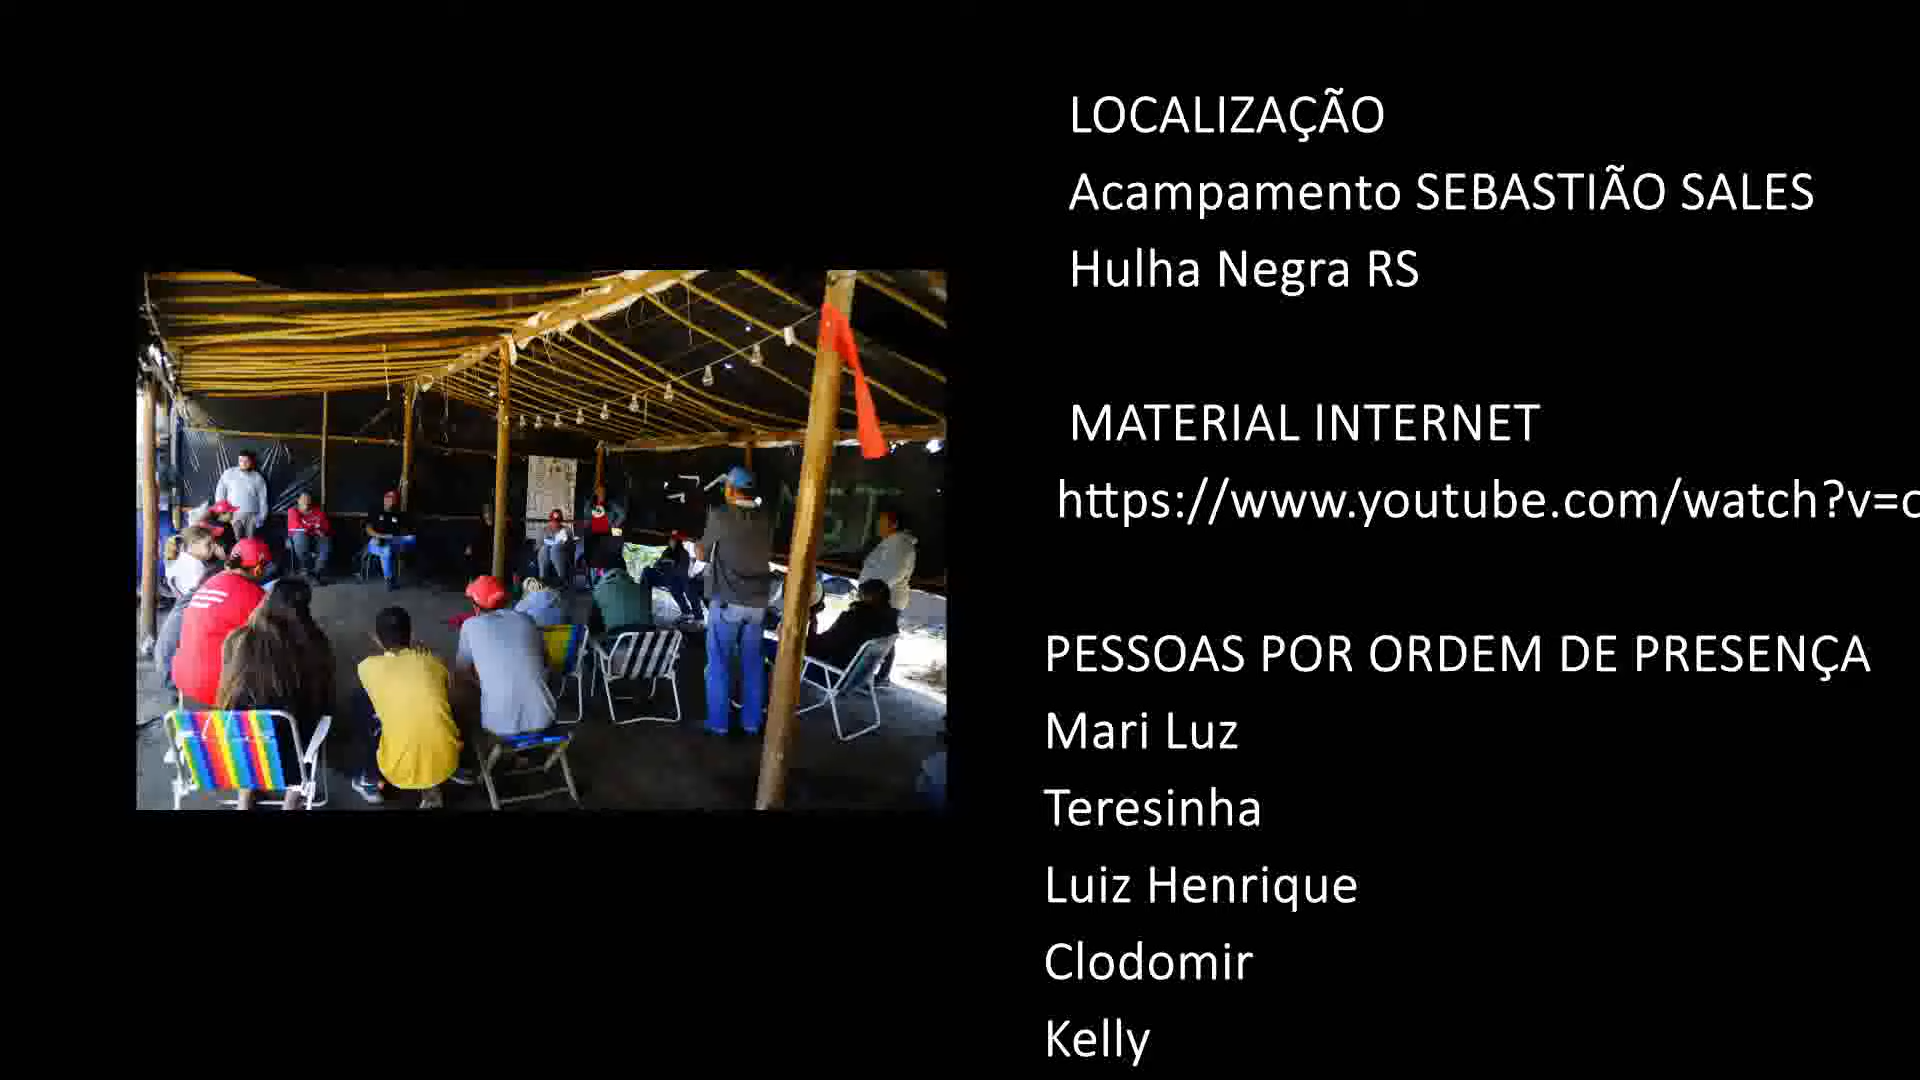 LOCALIZAÇÃO
Acampamento SEBASTIÃO SALES
Hulha Negra RS
MATERIAL INTERNET
https://www.youtube.com/watch?v=c
PESSOAS POR ORDEM DE PRESENÇA
Mari Luz
Teresinha
Luiz Henrique
Clodomir
Kelly